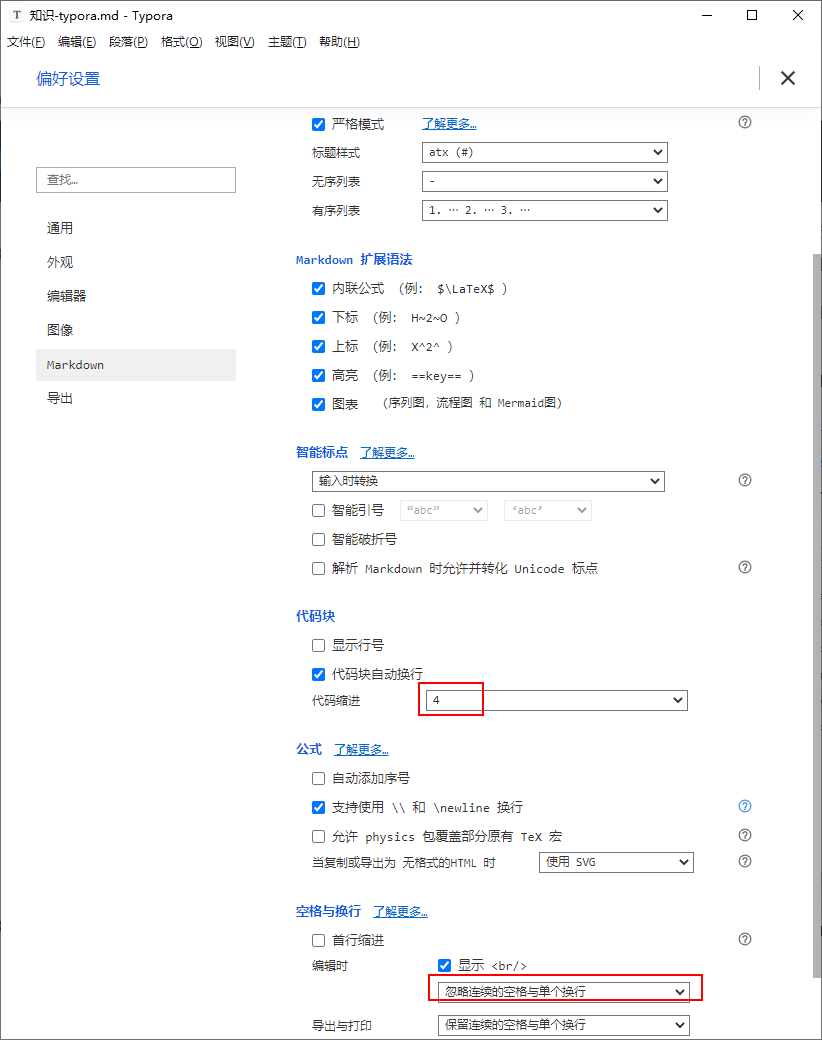 T 知识-typora.md - Typora
文件(F) 编辑(E) 段落(P) 格式(O) 视图(V) 主题(T) 帮助(H)
偏好设置
查找…
通用
外观
编辑器
图像
Markdown
导出
严格模式 了解更多…
标题样式 atx (#)
无序列表 -
有序列表 1. … 2. … 3. …
Markdown 扩展语法
内联公式 (例: $\LaTeX$ )
下标 (例: H~2~O )
上标 (例: X^2^ )
高亮 (例: ==key== )
图表 (序列图, 流程图 和 Mermaid图)
智能标点 了解更多…
输入时转换
智能引号 “abc” ‘abc’
智能破折号
解析 Markdown 时允许并转化 Unicode 标点
代码块
显示行号
代码块自动换行
代码缩进 4
公式 了解更多…
自动添加序号
支持使用 \\ 和 \newline 换行
允许 physics 包覆盖部分原有 TeX 宏
当复制或导出为 无格式的HTML 时 使用 SVG
空格与换行 了解更多…
首行缩进
编辑时 显示 <br/>
忽略连续的空格与单个换行
导出与打印 保留连续的空格与单个换行